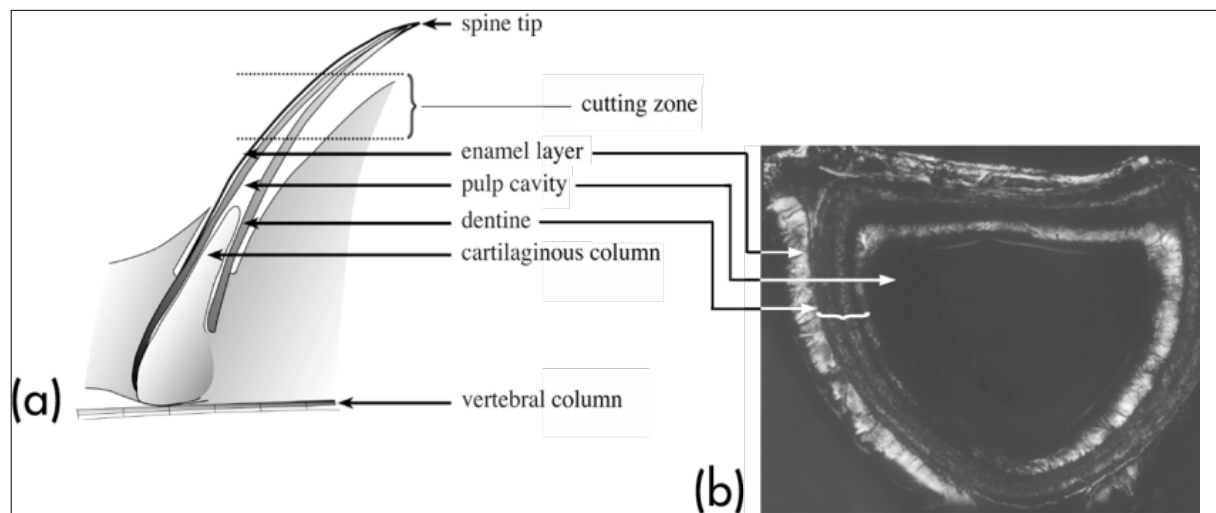 spine tip
cutting zone
enamel layer
pulp cavity
dentine
cartilaginous column
vertebral column
(a)
(b)